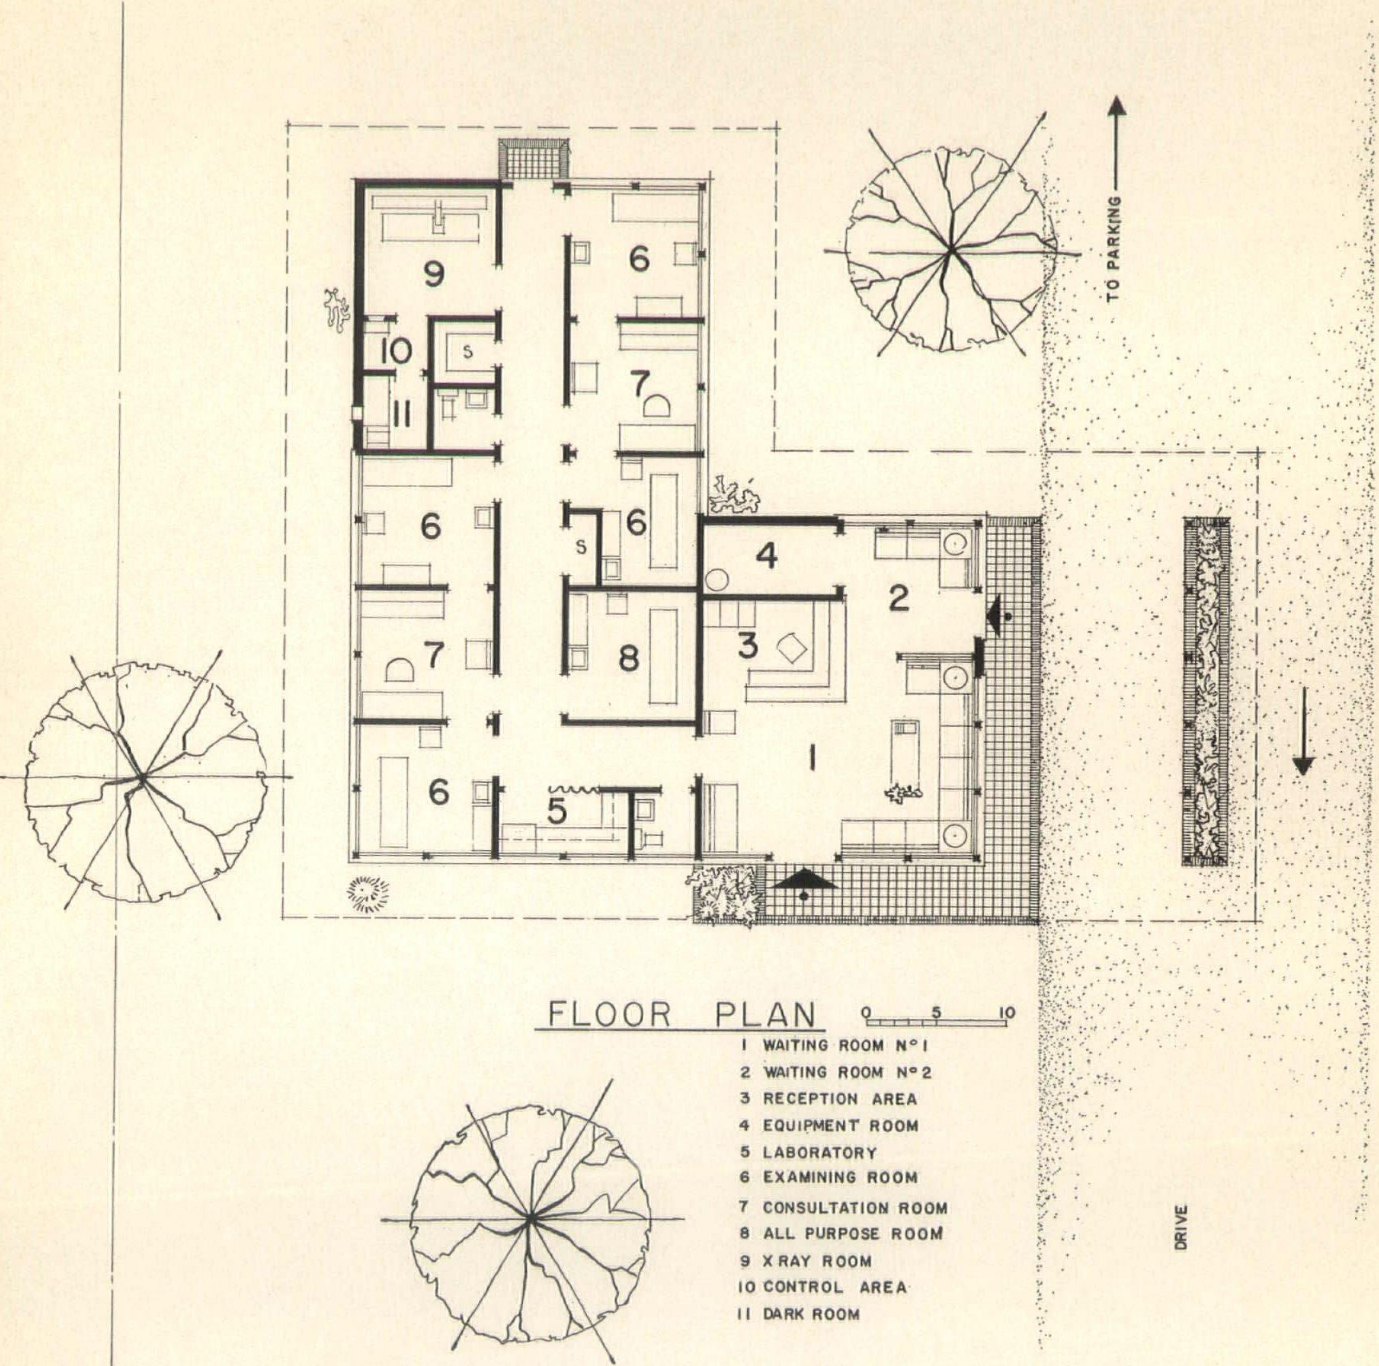 TO PARKING
6
9
10
S
7
11
6
6
S
4
2
3
7
8
1
6
5
FLOOR PLAN
0 5 10
1 WAITING ROOM Nº 1
2 WAITING ROOM Nº 2
3 RECEPTION AREA
4 EQUIPMENT ROOM
5 LABORATORY
6 EXAMINING ROOM
7 CONSULTATION ROOM
8 ALL PURPOSE ROOM
9 X RAY ROOM
10 CONTROL AREA
11 DARK ROOM
DRIVE